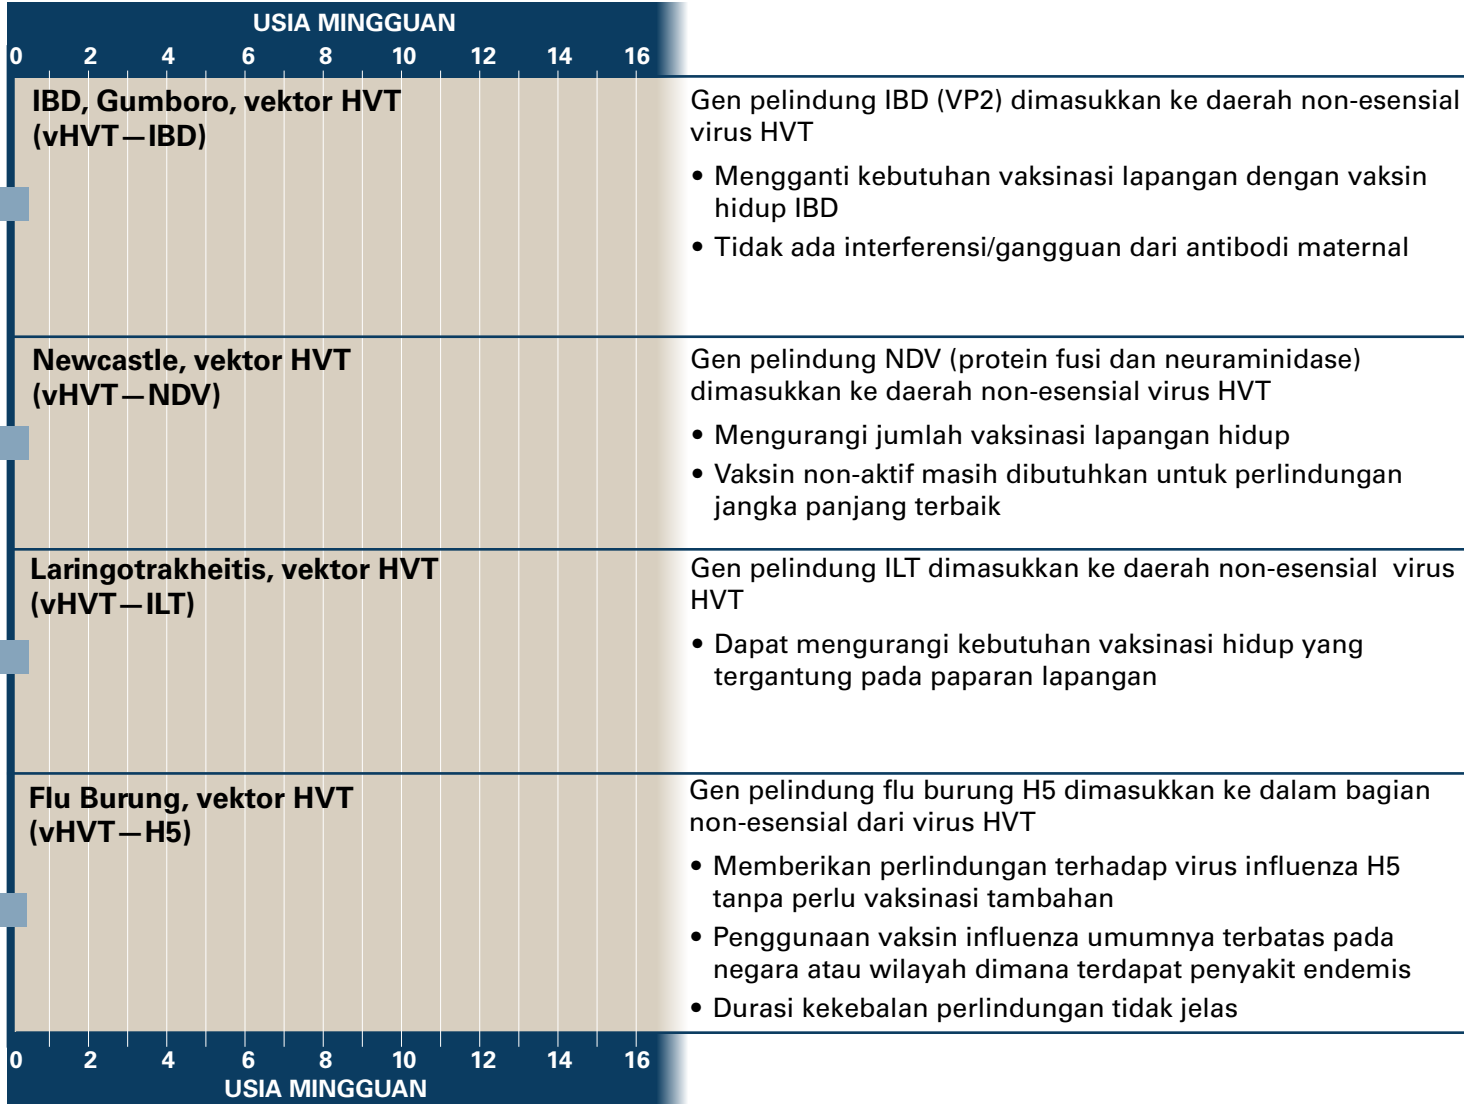 USIA MINGGUAN
0 2 4 6 8 10 12 14 16
IBD, Gumboro, vektor HVT
(vHVT—IBD)
Gen pelindung IBD (VP2) dimasukkan ke daerah non-esensial
virus HVT
• Mengganti kebutuhan vaksinasi lapangan dengan vaksin
hidup IBD
• Tidak ada interferensi/gangguan dari antibodi maternal
Newcastle, vektor HVT
(vHVT—NDV)
Gen pelindung NDV (protein fusi dan neuraminidase)
dimasukkan ke daerah non-esensial virus HVT
• Mengurangi jumlah vaksinasi lapangan hidup
• Vaksin non-aktif masih dibutuhkan untuk perlindungan
jangka panjang terbaik
Laringotrakheitis, vektor HVT
(vHVT—ILT)
Gen pelindung ILT dimasukkan ke daerah non-esensial virus
HVT
• Dapat mengurangi kebutuhan vaksinasi hidup yang
tergantung pada paparan lapangan
Flu Burung, vektor HVT
(vHVT—H5)
Gen pelindung flu burung H5 dimasukkan ke dalam bagian
non-esensial dari virus HVT
• Memberikan perlindungan terhadap virus influenza H5
tanpa perlu vaksinasi tambahan
• Penggunaan vaksin influenza umumnya terbatas pada
negara atau wilayah dimana terdapat penyakit endemis
• Durasi kekebalan perlindungan tidak jelas
0 2 4 6 8 10 12 14 16
USIA MINGGUAN